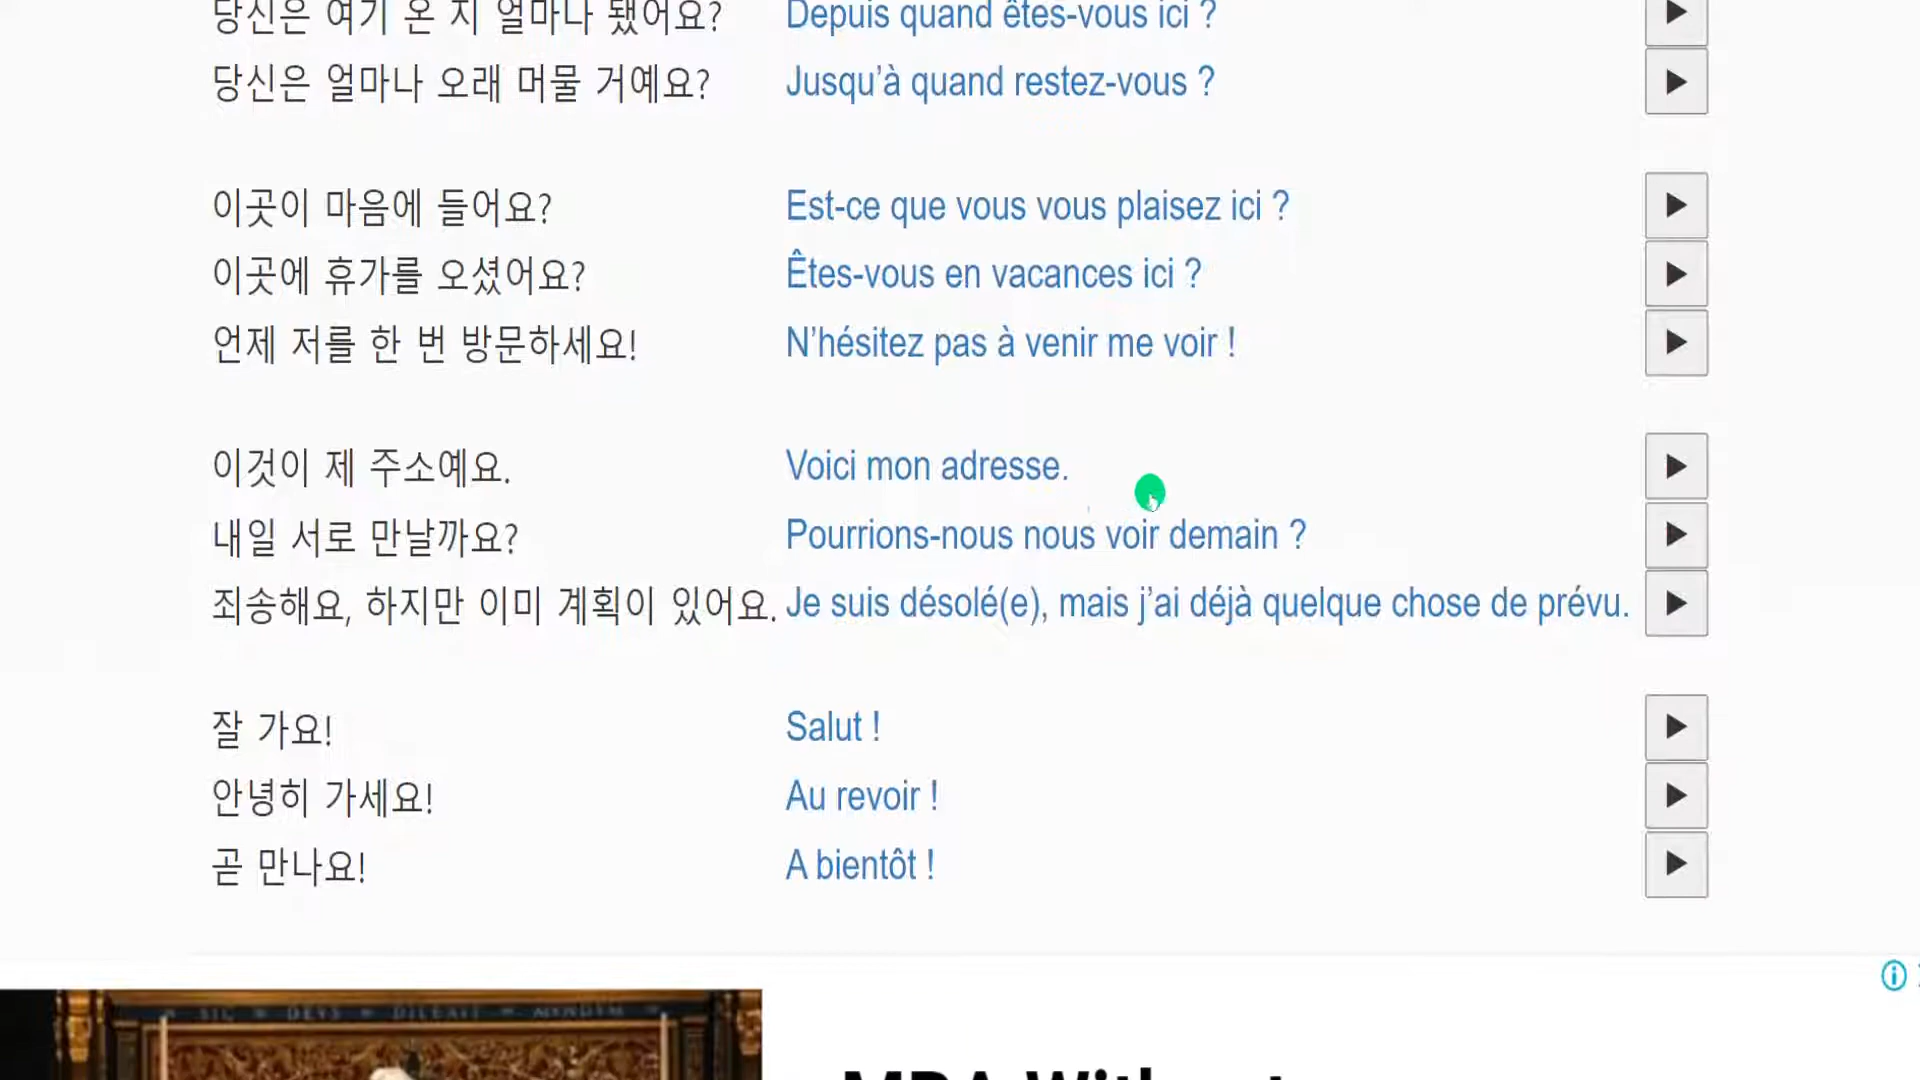 당신은 여기 온 지 얼마나 됐어요? Depuis quand êtes-vous ici ?
당신은 얼마나 오래 머물 거예요? Jusqu’à quand restez-vous ?
이곳이 마음에 들어요? Est-ce que vous vous plaisez ici ?
이곳에 휴가를 오셨어요? Êtes-vous en vacances ici ?
언제 저를 한 번 방문하세요! N’hésitez pas à venir me voir !
이것이 제 주소예요. Voici mon adresse.
내일 서로 만날까요? Pourrions-nous nous voir demain ?
죄송해요, 하지만 이미 계획이 있어요. Je suis désolé(e), mais j’ai déjà quelque chose de prévu.
잘 가요! Salut !
안녕히 가세요! Au revoir !
곧 만나요! A bientôt !